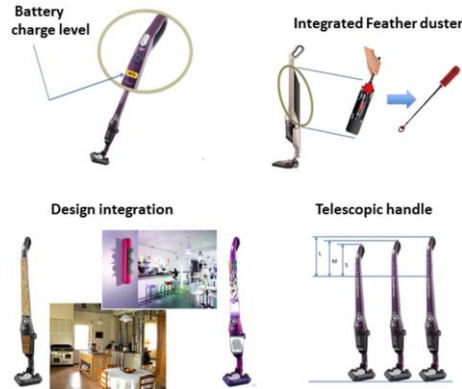 Battery
charge level
Integrated Feather duster
Design integration
Telescopic handle
L
M
S